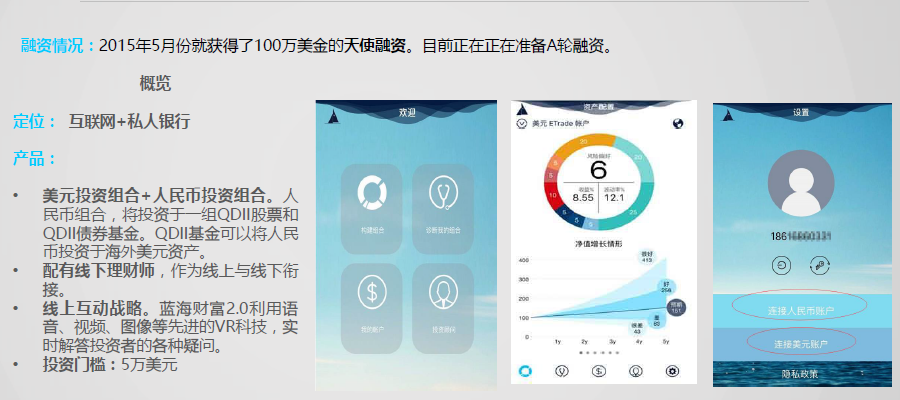 融资情况：2015年5月份就获得了100万美金的天使融资。目前正在正在准备A轮融资。
概览
定位： 互联网+私人银行
产品：
• 美元投资组合+人民币投资组合。人
民币组合，将投资于一组QDII股票和
QDII债券基金。QDII基金可以将人民
币投资于海外美元资产。
• 配有线下理财师，作为线上与线下衔
接。
• 线上互动战略。蓝海财富2.0利用语
音、视频、图像等先进的VR科技，实
时解答投资者的各种疑问。
• 投资门槛：5万美元
欢迎
构建组合
诊断我的组合
我的账户
投资顾问
资产配置
美元 ETrade 帐户
20
25
20
5
5
5
5
5
10
风险偏好
6
收益%
8.55
波动率%
12.1
净值增长情形
400
300
200
100
0
1y
2y
3y
4y
5y
很好
413
好
256
预期
151
差
83
很差
43
设置
186
连接人民币账户
连接美元账户
隐私政策